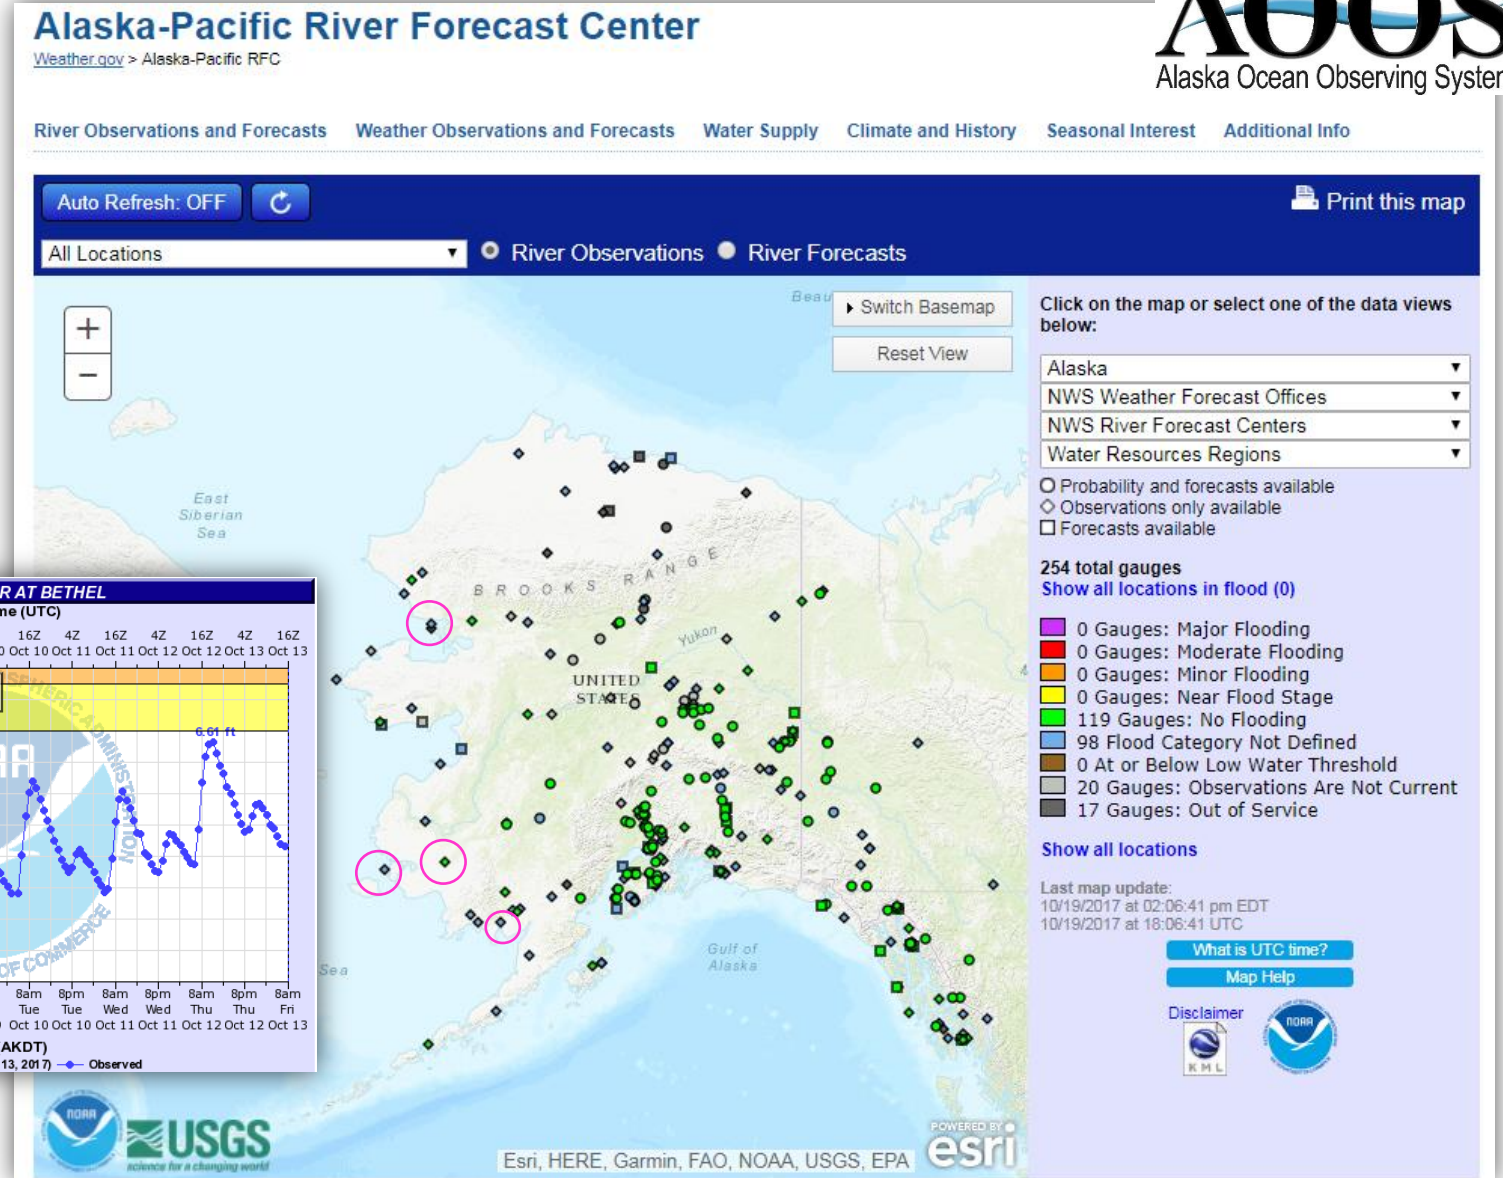 Alaska-Pacific River Forecast Center
Weather.gov > Alaska-Pacific RFC
AOOS
Alaska Ocean Observing System
River Observations and Forecasts Weather Observations and Forecasts Water Supply Climate and History Seasonal Interest Additional Info
Auto Refresh: OFF
Print this map
All Locations ▼ River Observations River Forecasts
+
−
Beau
Switch Basemap
Reset View
East
Siberian
Sea
BROOKS RANGE
Yukon
UNITED
STATES
Gulf of
Alaska
Sea
Click on the map or select one of the data views
below:
Alaska
NWS Weather Forecast Offices
NWS River Forecast Centers
Water Resources Regions
Probability and forecasts available
Observations only available
Forecasts available
254 total gauges
Show all locations in flood (0)
0 Gauges: Major Flooding
0 Gauges: Moderate Flooding
0 Gauges: Minor Flooding
0 Gauges: Near Flood Stage
119 Gauges: No Flooding
98 Flood Category Not Defined
0 At or Below Low Water Threshold
20 Gauges: Observations Are Not Current
17 Gauges: Out of Service
Show all locations
Last map update:
10/19/2017 at 02:06:41 pm EDT
10/19/2017 at 18:06:41 UTC
What is UTC time?
Map Help
Disclaimer
KML
NOAA
R AT BETHEL
me (UTC)
16Z 4Z 16Z 4Z 16Z 4Z 16Z
0 Oct 10 Oct 11 Oct 11 Oct 12 Oct 12 Oct 13 Oct 13
6.61 ft
OSPHERIC ADMINISTRATION
OF COMMERCE
8am 8pm 8am 8pm 8am 8pm 8am
Tue Tue Wed Wed Thu Thu Fri
Oct 10 Oct 10 Oct 11 Oct 11 Oct 12 Oct 12 Oct 13
AKDT)
13, 2017) Observed
NOAA
USGS
science for a changing world
Esri, HERE, Garmin, FAO, NOAA, USGS, EPA
POWERED BY
esri